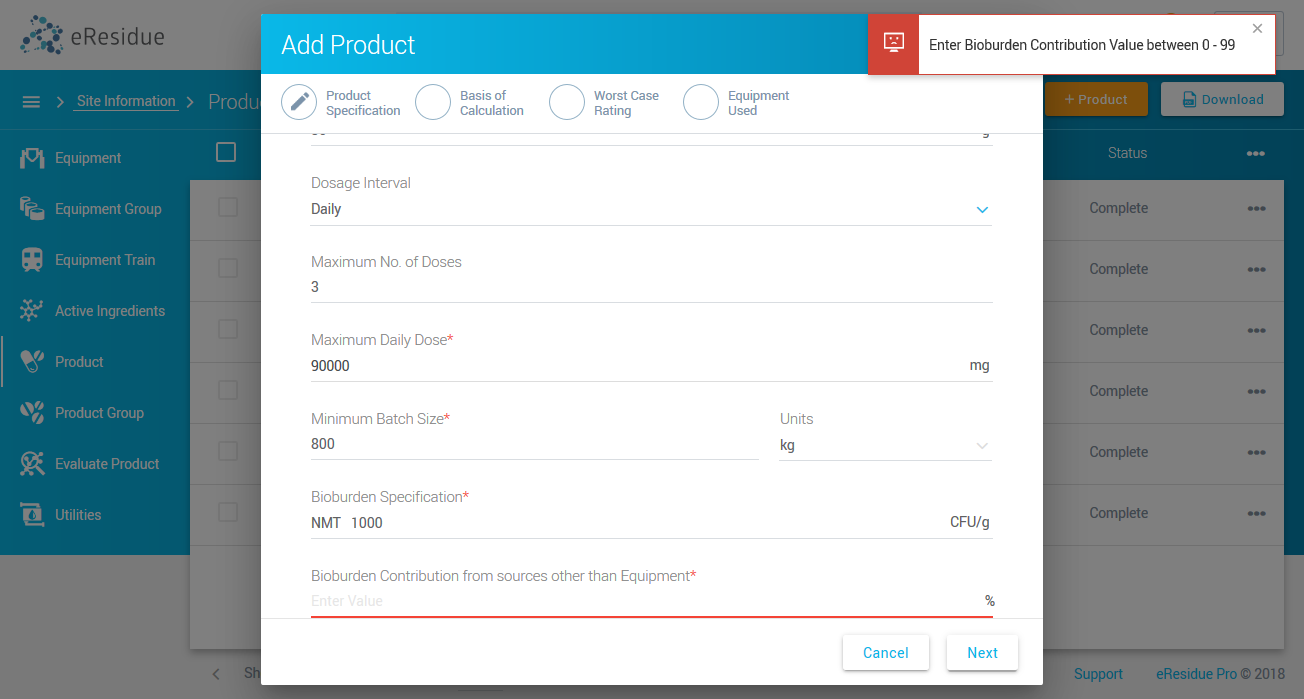 eResidue
Add Product
Enter Bioburden Contribution Value between 0 - 99
Site Information
Produ
+ Product
Download
Product
Specification
Basis of
Calculation
Worst Case
Rating
Equipment
Used
Status
Equipment
Equipment Group
Equipment Train
Active Ingredients
Product
Product Group
Evaluate Product
Utilities
g
Dosage Interval
Daily
Maximum No. of Doses
3
Maximum Daily Dose*
90000
mg
Minimum Batch Size*
800
Units
kg
Bioburden Specification*
NMT 1000
CFU/g
Bioburden Contribution from sources other than Equipment*
Enter Value
%
Complete
Complete
Complete
Complete
Complete
Complete
Cancel
Next
Sh
Support
eResidue Pro © 2018